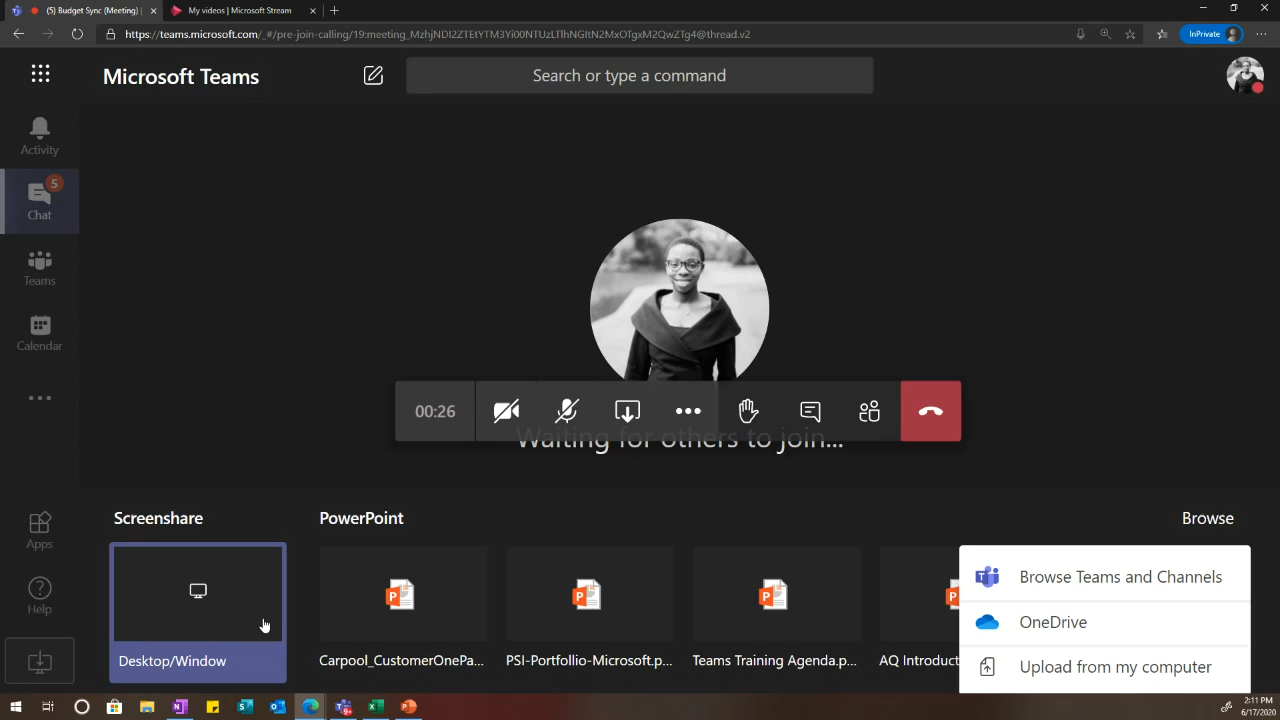 (5) Budget Sync (Meeting) |
My videos | Microsoft Stream
https://teams.microsoft.com/_#/pre-join-calling/19:meeting_MzhjNDI2ZTEtYTM3Yi00NTUzLTlhNGItN2MxOTgxM2QwZTg4@thread.v2
InPrivate
Microsoft Teams
Search or type a command
Activity
5
Chat
Teams
Calendar
Apps
Help
00:26
Waiting for others to join...
Screenshare
PowerPoint
Browse
Desktop/Window
Carpool_CustomerOnePa...
PSI-Portfollio-Microsoft.p...
Teams Training Agenda.p...
AQ Introduct
Browse Teams and Channels
OneDrive
Upload from my computer
2:11 PM
6/17/2020